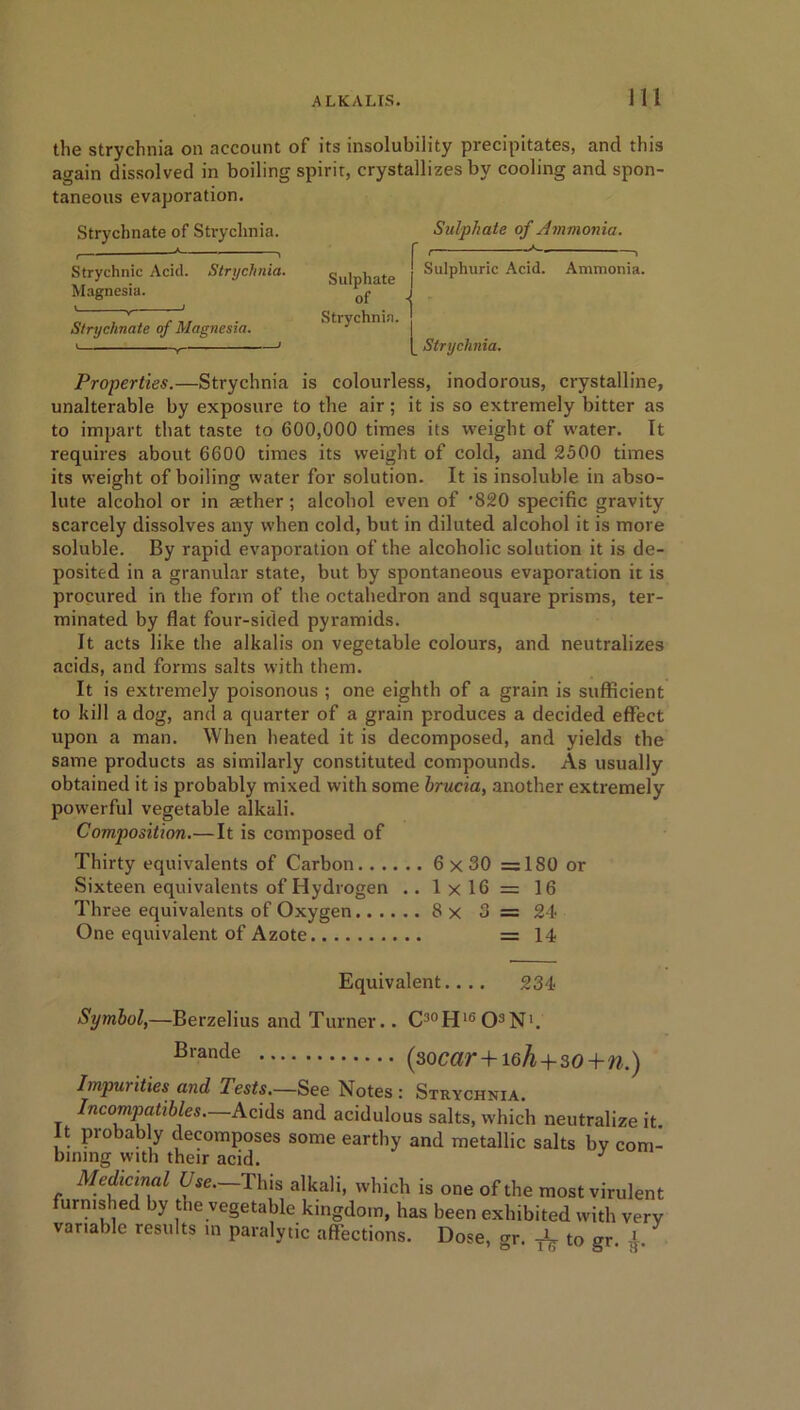 ALKALIS. 111
the strychnia on account of its insolubility precipitates, and this
again dissolved in boiling spirit, crystallizes by cooling and spon-
taneous evaporation.
Strychnate of Strychnia. Sulphate of Ammonia.
Strychnic Acid. Strychnia. Sulphate Sulphuric Acid. Ammonia.
Magnesia. of
Strychnate of Magnesia. Strychnia.
Strychnia.
Properties.—Strychnia is colourless, inodorous, crystalline,
unalterable by exposure to the air; it is so extremely bitter as
to impart that taste to 600,000 times its weight of water. It
requires about 6600 times its weight of cold, and 2500 times
its weight of boiling water for solution. It is insoluble in abso-
lute alcohol or in æther; alcohol even of ·820 specific gravity
scarcely dissolves any when cold, but in diluted alcohol it is more
soluble. By rapid evaporation of the alcoholic solution it is de-
posited in a granular state, but by spontaneous evaporation it is
procured in the form of the octahedron and square prisms, ter-
minated by flat four-sided pyramids.
It acts like the alkalis on vegetable colours, and neutralizes
acids, and forms salts with them.
It is extremely poisonous; one eighth of a grain is sufficient
to kill a dog, and a quarter of a grain produces a decided effect
upon a man. When heated it is decomposed, and yields the
same products as similarly constituted compounds. As usually
obtained it is probably mixed with some brucia, another extremely
powerful vegetable alkali.
Composition.—It is composed of
Thirty equivalents of Carbon...... 6 × 30 = 180 or
Sixteen equivalents of Hydrogen .. 1 × 16 = 16
Three equivalents of Oxygen...... 8 × 3 = 24
One equivalent of Azote........... = 14
Equivalent.... 234
Symbol,—Berzelius and Turner.. C³⁰H¹⁶O³N¹.
Brande ............. (30car+16h+30+n.)
Impurities and Tests.—See Notes: STRYCHNIA.
Incompatibles.—Acids and acidulous salts, which neutralize it.
It probably decomposes some earthy and metallic salts by com-
bining with their acid.
Medicinal Use.—This alkali, which is one of the most virulent
furnished by the vegetable kingdom, has been exhibited with very
variable results in paralytic affections. Dose, gr. 1/16 to gr. 1/8.